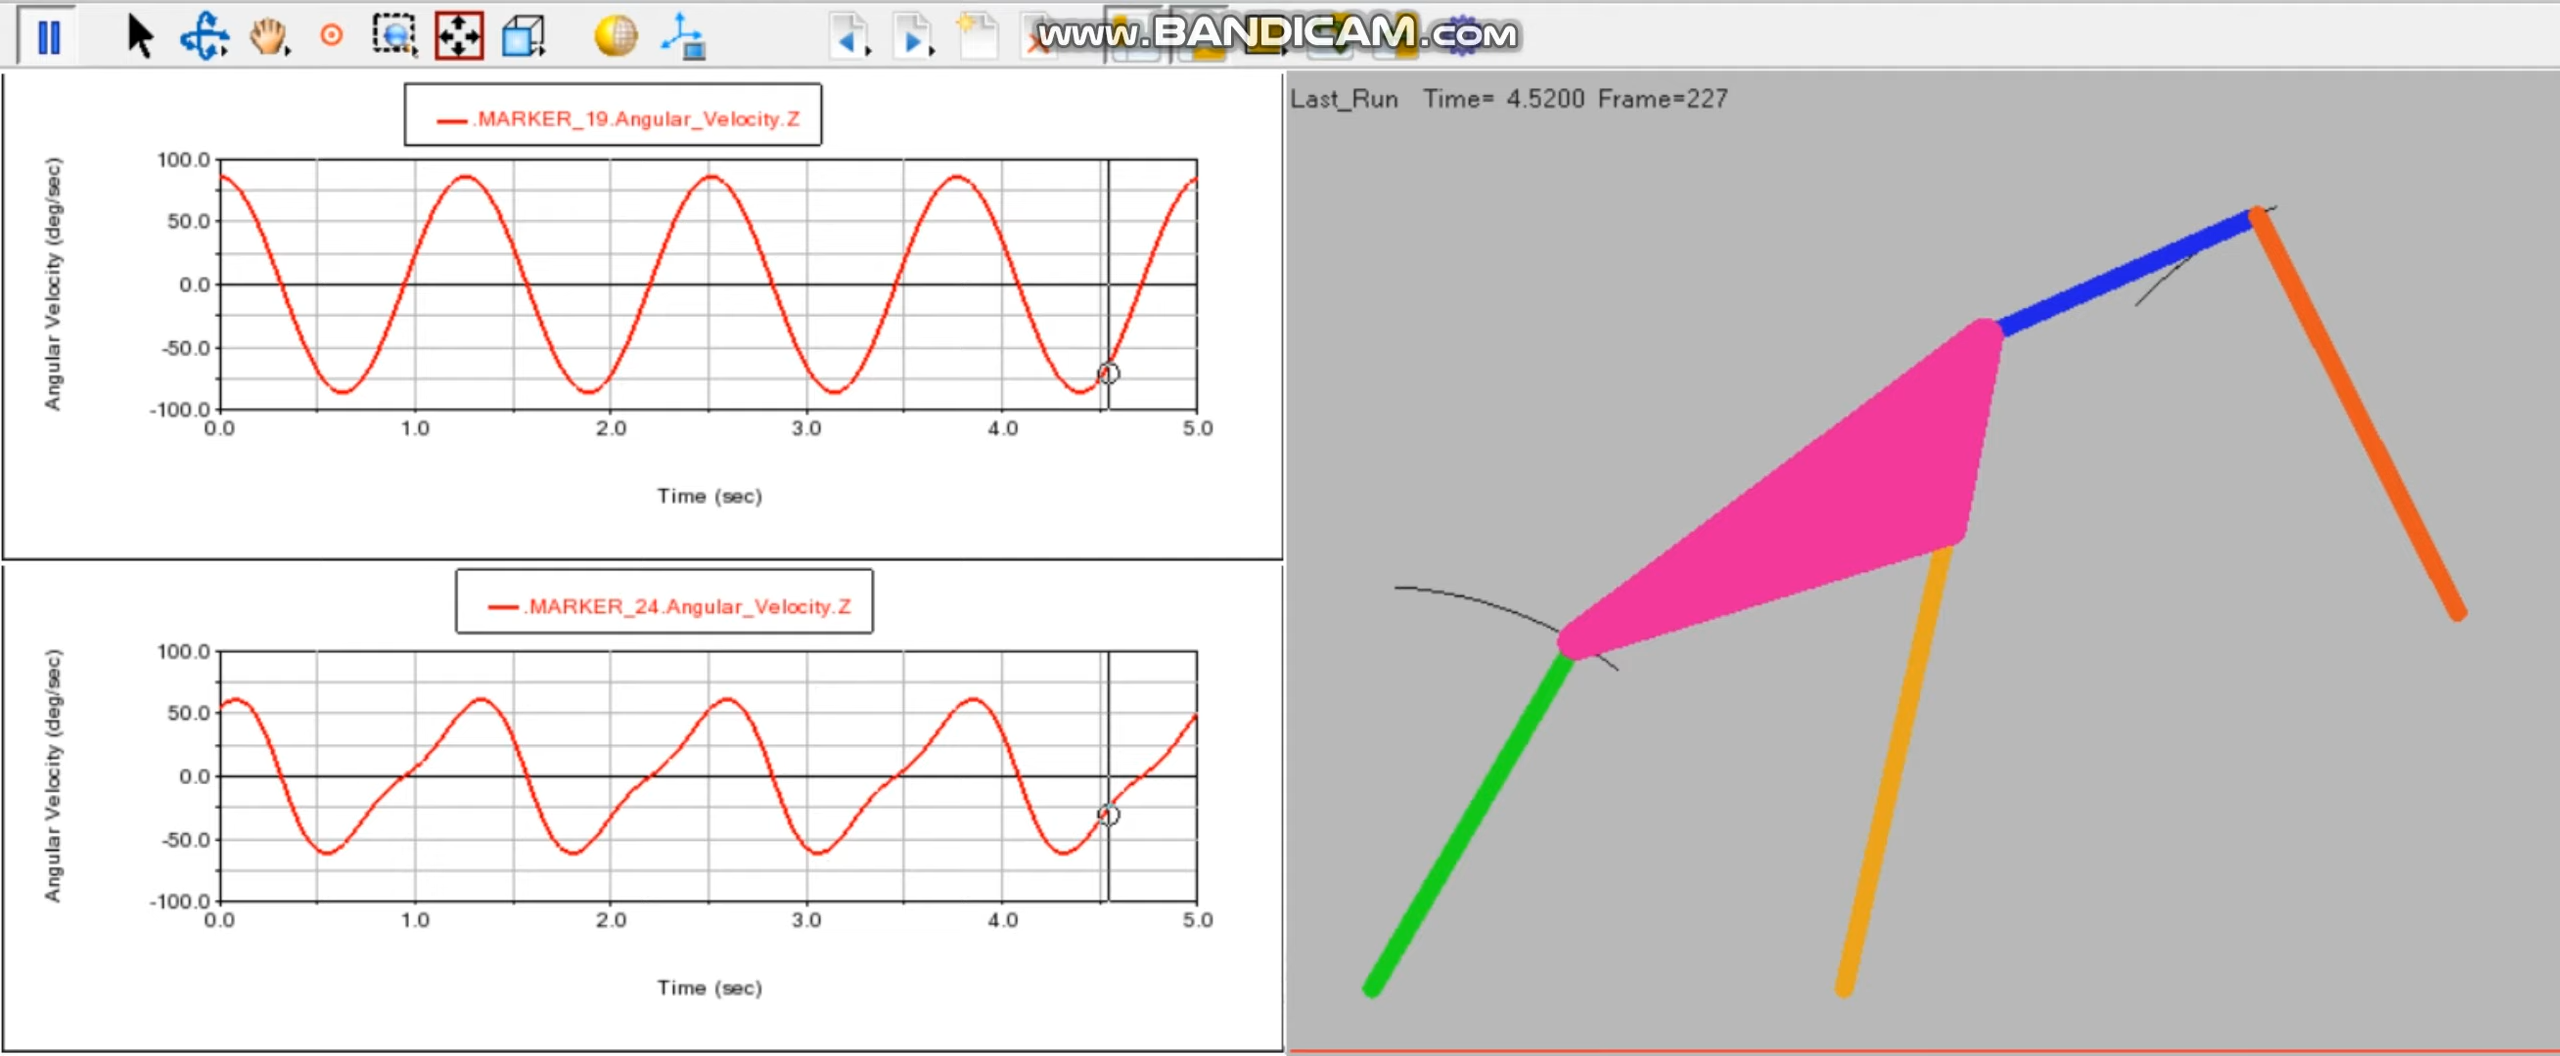 www.BANDICAM.com
.MARKER_19.Angular_Velocity.Z
Angular Velocity (deg/sec)
100.0
50.0
0.0
-50.0
-100.0
0.0 1.0 2.0 3.0 4.0 5.0
Time (sec)
.MARKER_24.Angular_Velocity.Z
Angular Velocity (deg/sec)
100.0
50.0
0.0
-50.0
-100.0
0.0 1.0 2.0 3.0 4.0 5.0
Time (sec)
Last_Run Time= 4.5200 Frame=227